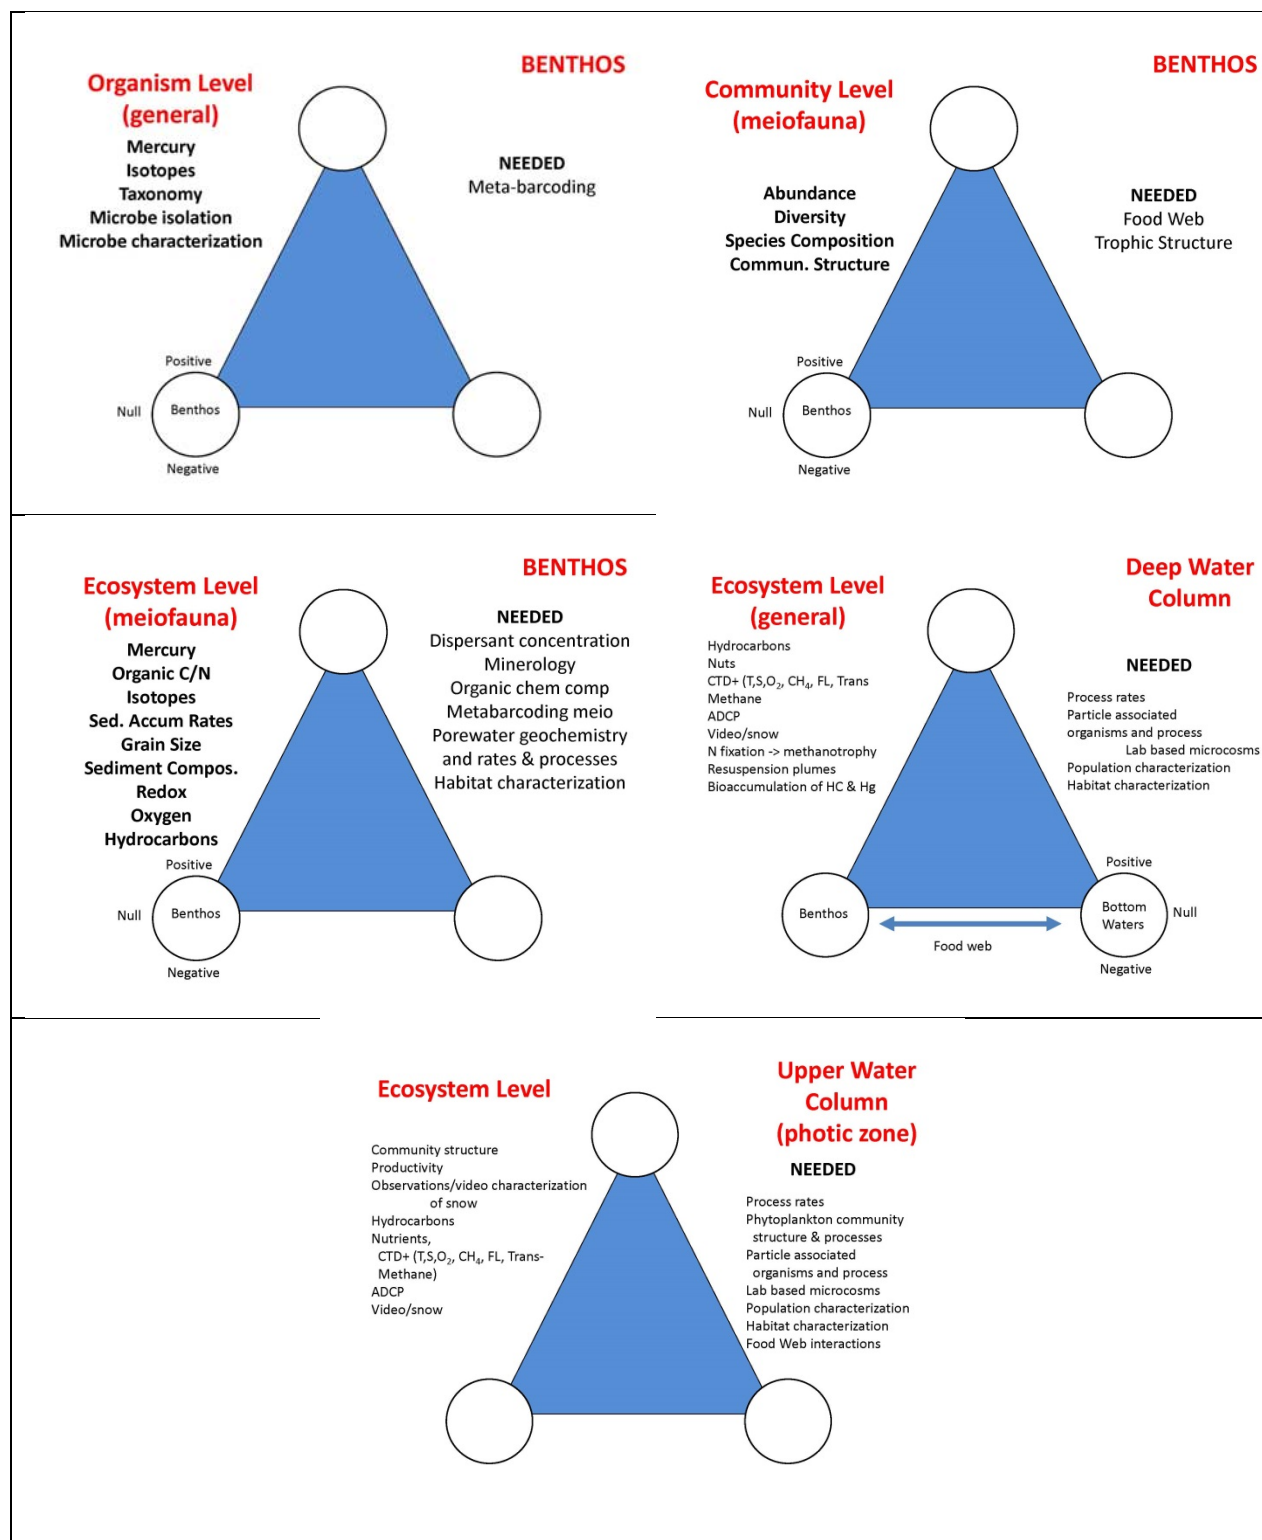 Organism Level
(general)
Mercury
Isotopes
Taxonomy
Microbe isolation
Microbe characterization
BENTHOS
NEEDED
Meta-barcoding
Positive
Null
Benthos
Negative
Community Level
(meiofauna)
Abundance
Diversity
Species Composition
Commun. Structure
BENTHOS
NEEDED
Food Web
Trophic Structure
Positive
Null
Benthos
Negative
Ecosystem Level
(meiofauna)
Mercury
Organic C/N
Isotopes
Sed. Accum Rates
Grain Size
Sediment Compos.
Redox
Oxygen
Hydrocarbons
BENTHOS
NEEDED
Dispersant concentration
Minerology
Organic chem comp
Metabarcoding meio
Porewater geochemistry
and rates & processes
Habitat characterization
Positive
Null
Benthos
Negative
Ecosystem Level
(general)
Hydrocarbons
Nuts
CTD+ (T,S,O₂, CH₄, FL, Trans
Methane
ADCP
Video/snow
N fixation -> methanotrophy
Resuspension plumes
Bioaccumulation of HC & Hg
Deep Water
Column
NEEDED
Process rates
Particle associated
organisms and process
Lab based microcosms
Population characterization
Habitat characterization
Benthos
Food web
Positive
Bottom
Waters
Null
Negative
Ecosystem Level
Community structure
Productivity
Observations/video characterization
of snow
Hydrocarbons
Nutrients,
CTD+ (T,S,O₂, CH₄, FL, Trans-
Methane)
ADCP
Video/snow
Upper Water
Column
(photic zone)
NEEDED
Process rates
Phytoplankton community
structure & processes
Particle associated
organisms and process
Lab based microcosms
Population characterization
Habitat characterization
Food Web interactions